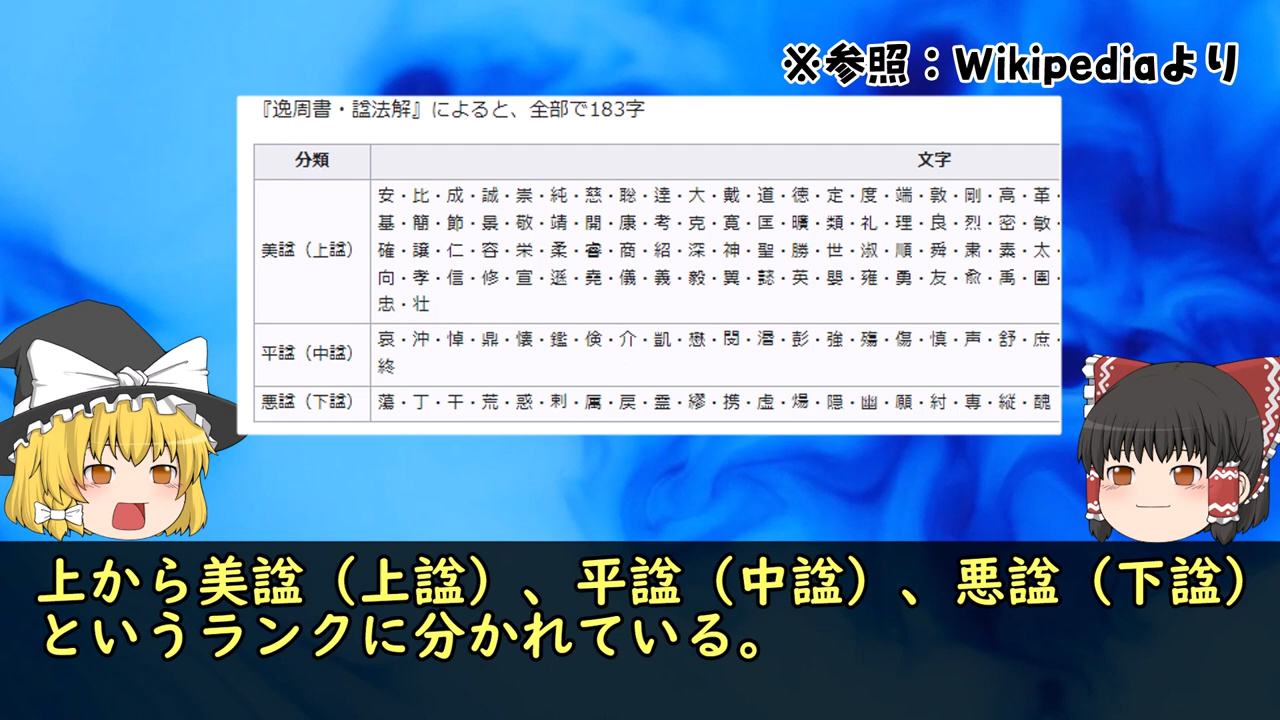 ※参照：Wikipediaより
『逸周書・諡法解』によると、全部で183字
分類 文字
美諡（上諡）
安・比・成・誠・崇・純・慈・聡・達・大・戴・道・徳・定・度・端・敦・剛・高・革・
基・簡・節・景・敬・靖・開・康・考・克・寛・匡・曠・類・礼・理・良・烈・密・敏・
確・譲・仁・容・栄・柔・睿・商・紹・深・神・聖・勝・世・淑・順・舜・粛・素・太・
向・孝・信・修・宣・遜・堯・儀・義・毅・翼・懿・英・嬰・雍・勇・友・兪・禹・圉・
忠・壮
平諡（中諡）
哀・沖・悼・鼎・懐・鑑・倹・介・凱・懋・閔・湣・彭・強・殤・傷・慎・声・舒・庶・
終
悪諡（下諡）
蕩・丁・干・荒・惑・剌・厲・戻・霊・繆・携・虚・煬・隠・幽・願・紂・専・縦・醜
上から美諡（上諡）、平諡（中諡）、悪諡（下諡）
というランクに分かれている。